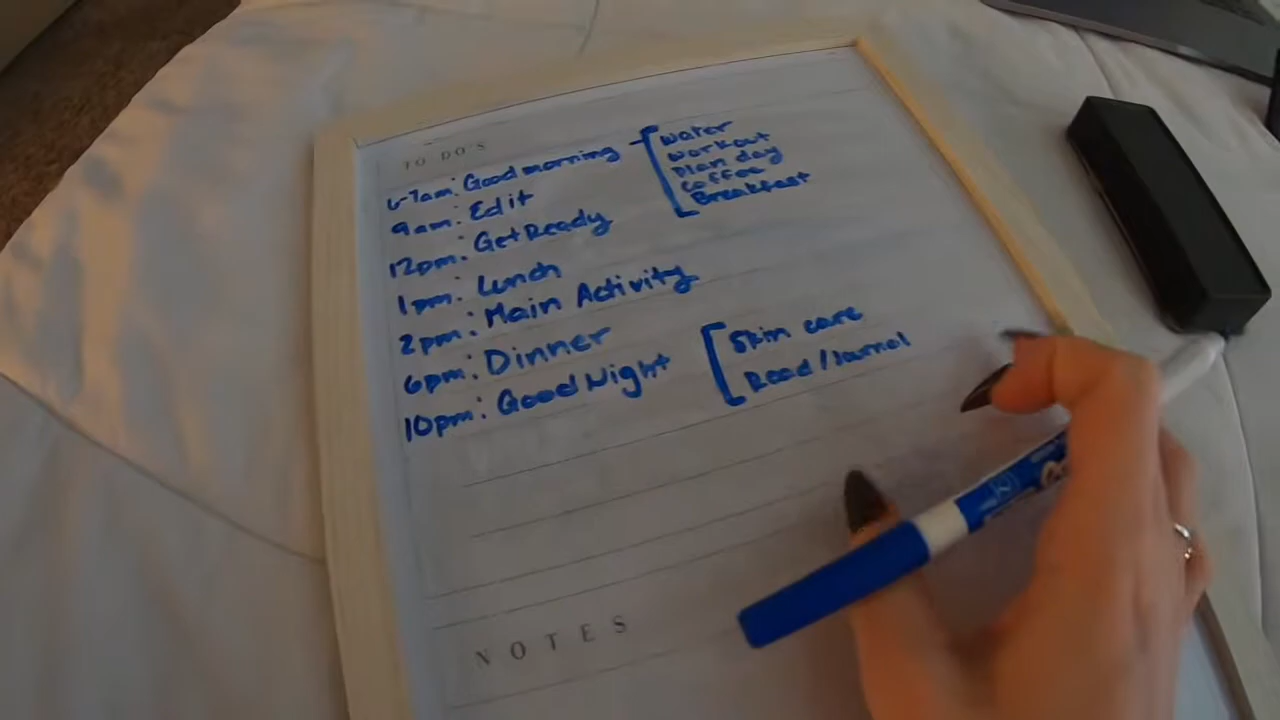 TO DO'S
6-7am: Good morning
Water
Workout
Plan day
Coffee
Breakfast
9am: Edit
12pm: Get Ready
1pm: Lunch
2pm: Main Activity
6pm: Dinner
10pm: Good Night
Skin care
Read / Jornol
NOTES